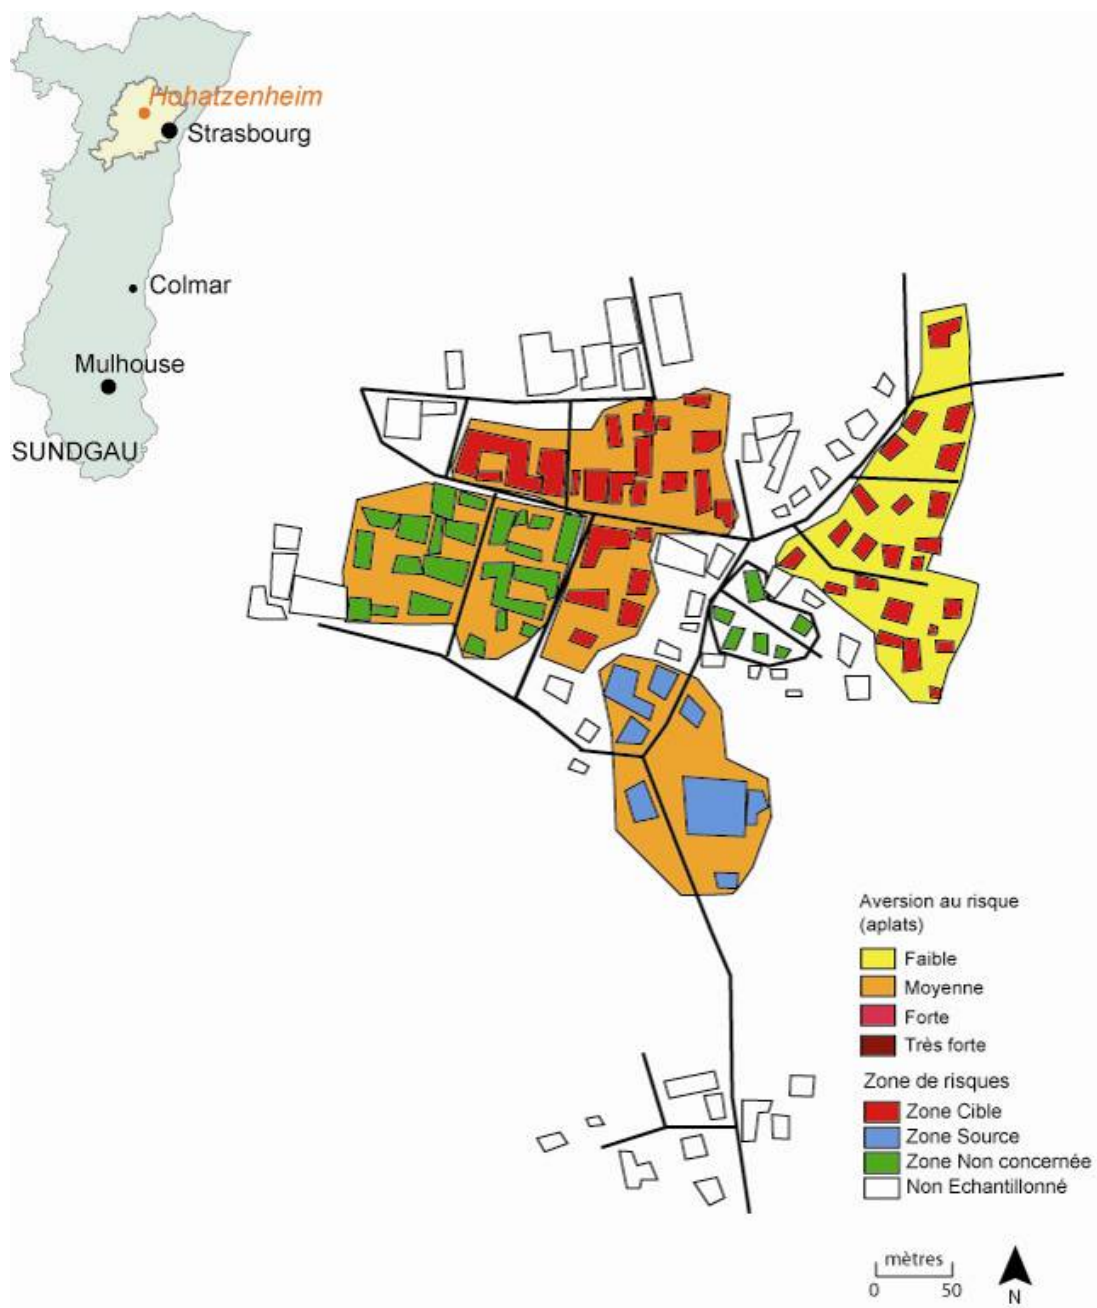 Hohatzenheim
Strasbourg
Colmar
Mulhouse
SUNDGAU
Aversion au risque
(aplats)
Faible
Moyenne
Forte
Très forte
Zone de risques
Zone Cible
Zone Source
Zone Non concernée
Non Echantillonné
mètres
0 50
N